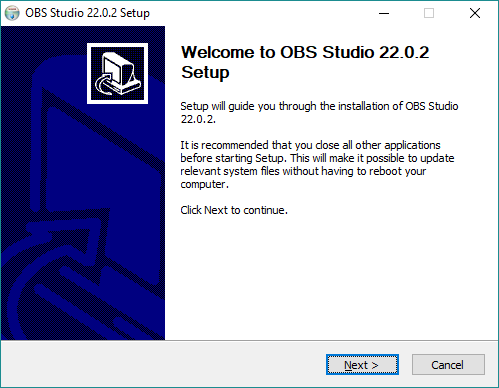 OBS Studio 22.0.2 Setup
Welcome to OBS Studio 22.0.2
Setup
Setup will guide you through the installation of OBS Studio
22.0.2.
It is recommended that you close all other applications
before starting Setup. This will make it possible to update
relevant system files without having to reboot your
computer.
Click Next to continue.
Next >
Cancel